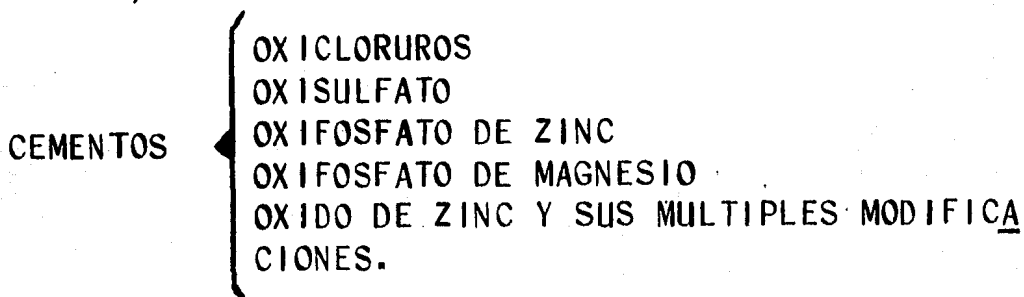 OXICLORUROS
OXISULFATO
OXIFOSFATO DE ZINC
CEMENTOS
OXIFOSFATO DE MAGNESIO
OXIDO DE ZINC Y SUS MULTIPLES MODIFICA
CIONES.